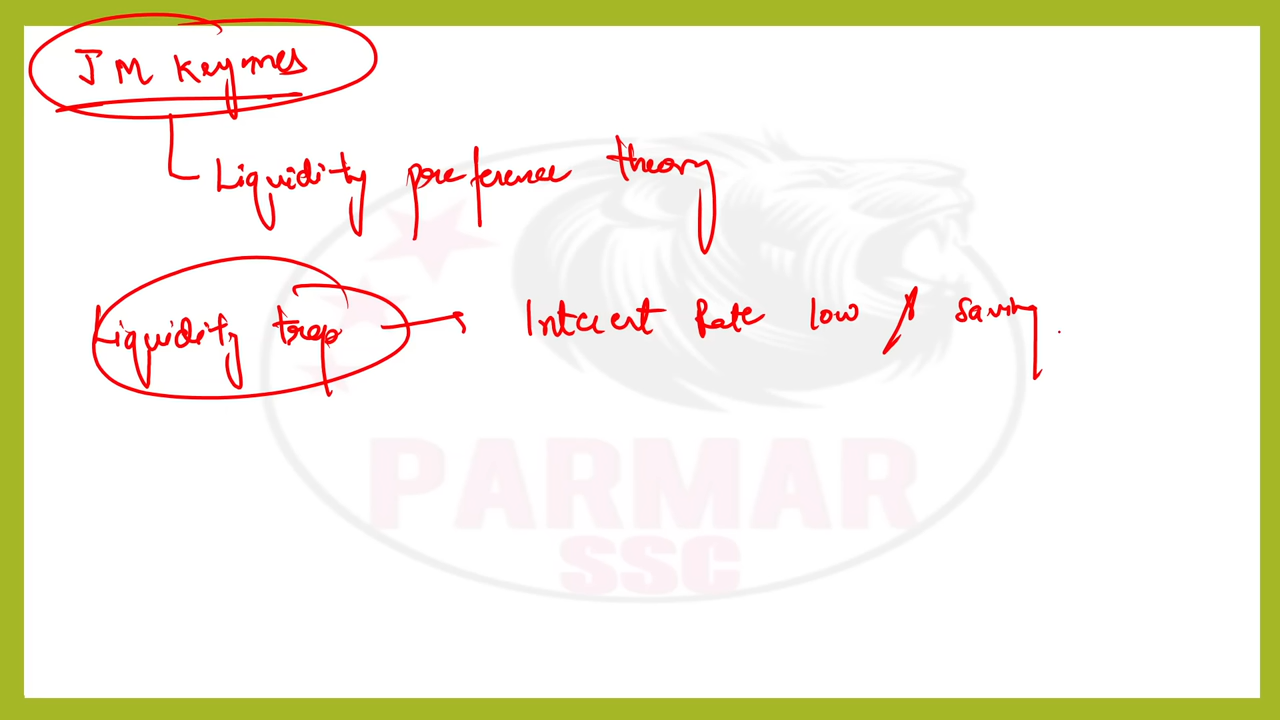 J M Keynes
Liquidity preference theory
Liquidity trap → Interest Rate low ↑ saving.
PARMAR
SSC